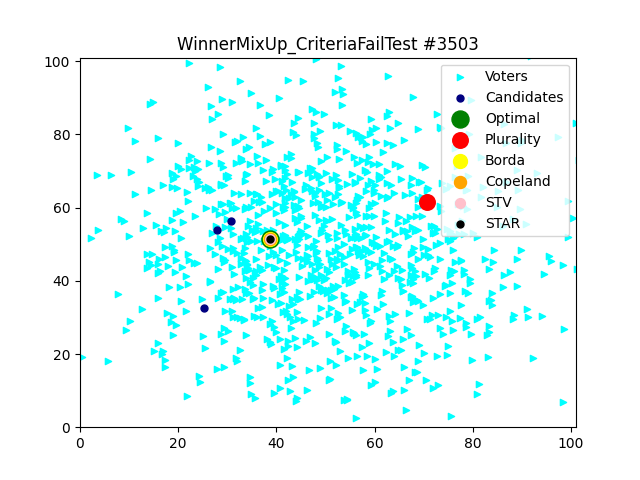 WinnerMixUp_CriteriaFailTest #3503
100
80
60
40
20
0
0
20
40
60
80
100
Voters
Candidates
Optimal
Plurality
Borda
Copeland
STV
STAR